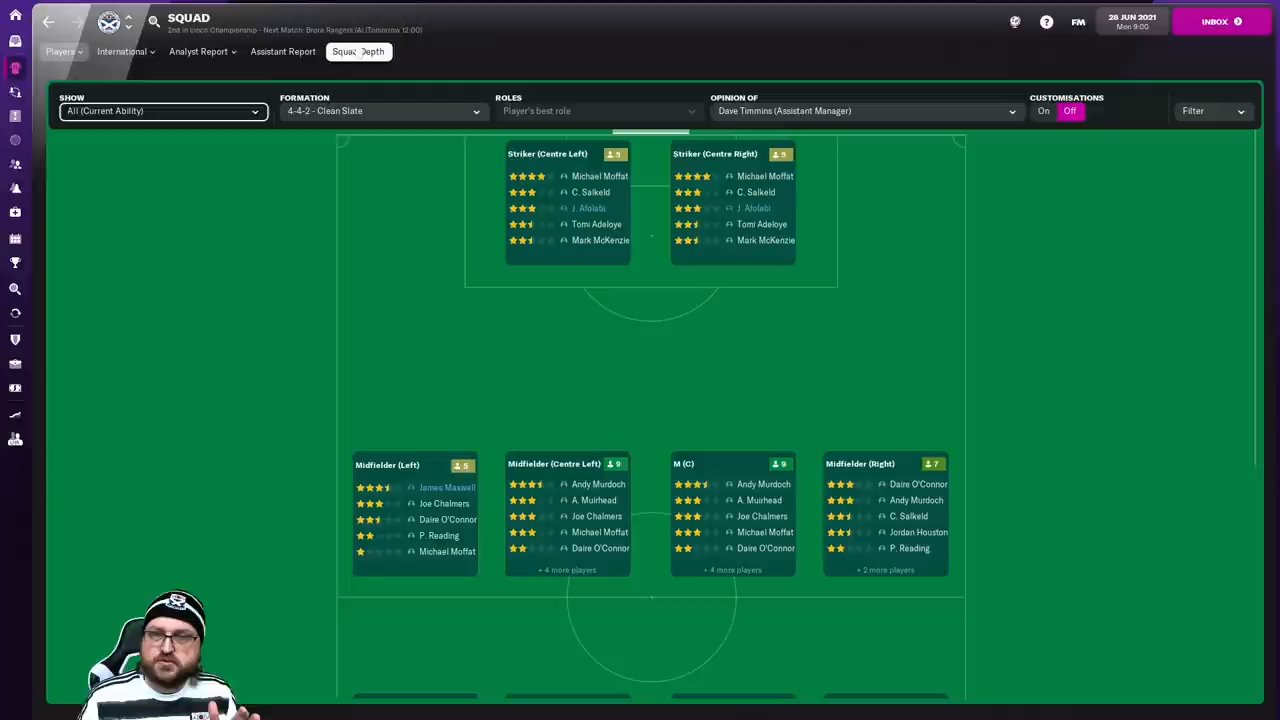 SQUAD
2nd in cinch Championship - Next Match: Brora Rangers (A) (Tomorrow 12:00)
FM
28 JUN 2021
Mon 9:00
INBOX
Players
International
Analyst Report
Assistant Report
Squad Depth
SHOW
All (Current Ability)
FORMATION
4-4-2 - Clean Slate
ROLES
Player's best role
OPINION OF
Dave Timmins (Assistant Manager)
CUSTOMISATIONS
On
Off
Filter
Striker (Centre Left) 5
Michael Moffat
C. Salkeld
J. Afolabi
Tomi Adeloye
Mark McKenzie
Striker (Centre Right) 5
Michael Moffat
C. Salkeld
J. Afolabi
Tomi Adeloye
Mark McKenzie
Midfielder (Left) 5
James Maxwell
Joe Chalmers
Daire O'Connor
P. Reading
Michael Moffat
Midfielder (Centre Left) 9
Andy Murdoch
A. Muirhead
Joe Chalmers
Michael Moffat
Daire O'Connor
+ 4 more players
M (C) 9
Andy Murdoch
A. Muirhead
Joe Chalmers
Michael Moffat
Daire O'Connor
+ 4 more players
Midfielder (Right) 7
Daire O'Connor
Andy Murdoch
C. Salkeld
Jordan Houston
P. Reading
+ 2 more players